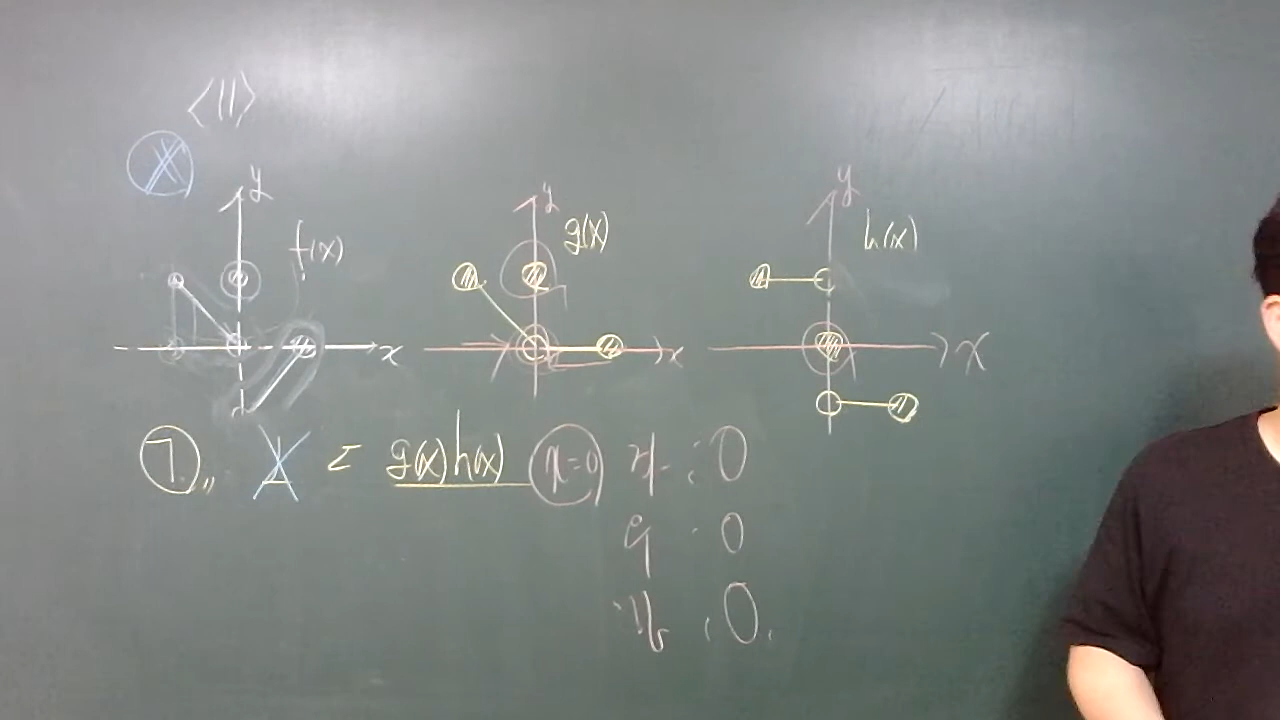 <11>
X
y f(x) x
y g(x) x
y h(x) x
ㄱ,, X ㄷ g(x)h(x) x=0 좌 : 0
우 : 0
함 : 0